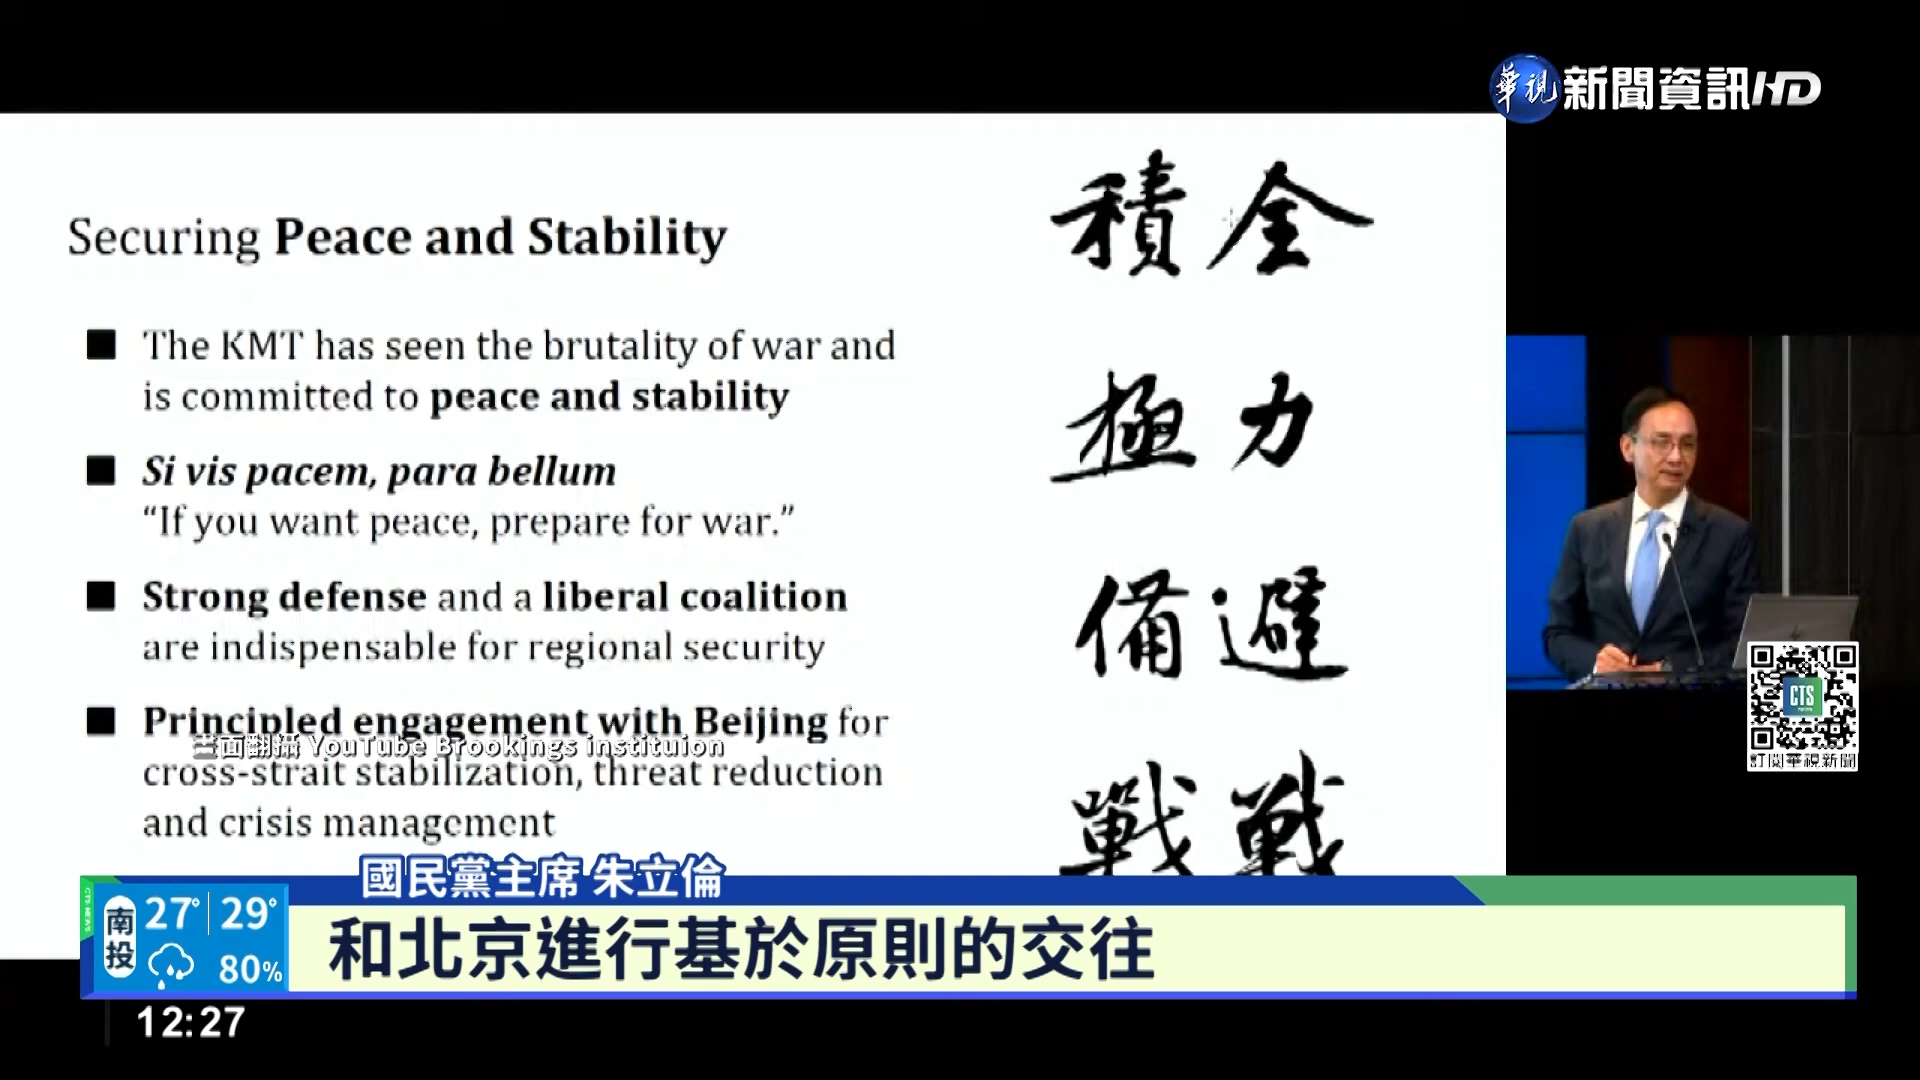 華視 新聞資訊HD
Securing Peace and Stability
■ The KMT has seen the brutality of war and
is committed to peace and stability
■ Si vis pacem, para bellum
“If you want peace, prepare for war.”
■ Strong defense and a liberal coalition
are indispensable for regional security
■ Principled engagement with Beijing for
cross-strait stabilization, threat reduction
and crisis management
畫面翻攝 YouTube Brookings instituion
全力避戰
積極備戰
CTS
news
訂閱華視新聞
國民黨主席 朱立倫
和北京進行基於原則的交往
CTS NEWS
南投
27° 29°
80%
12:27